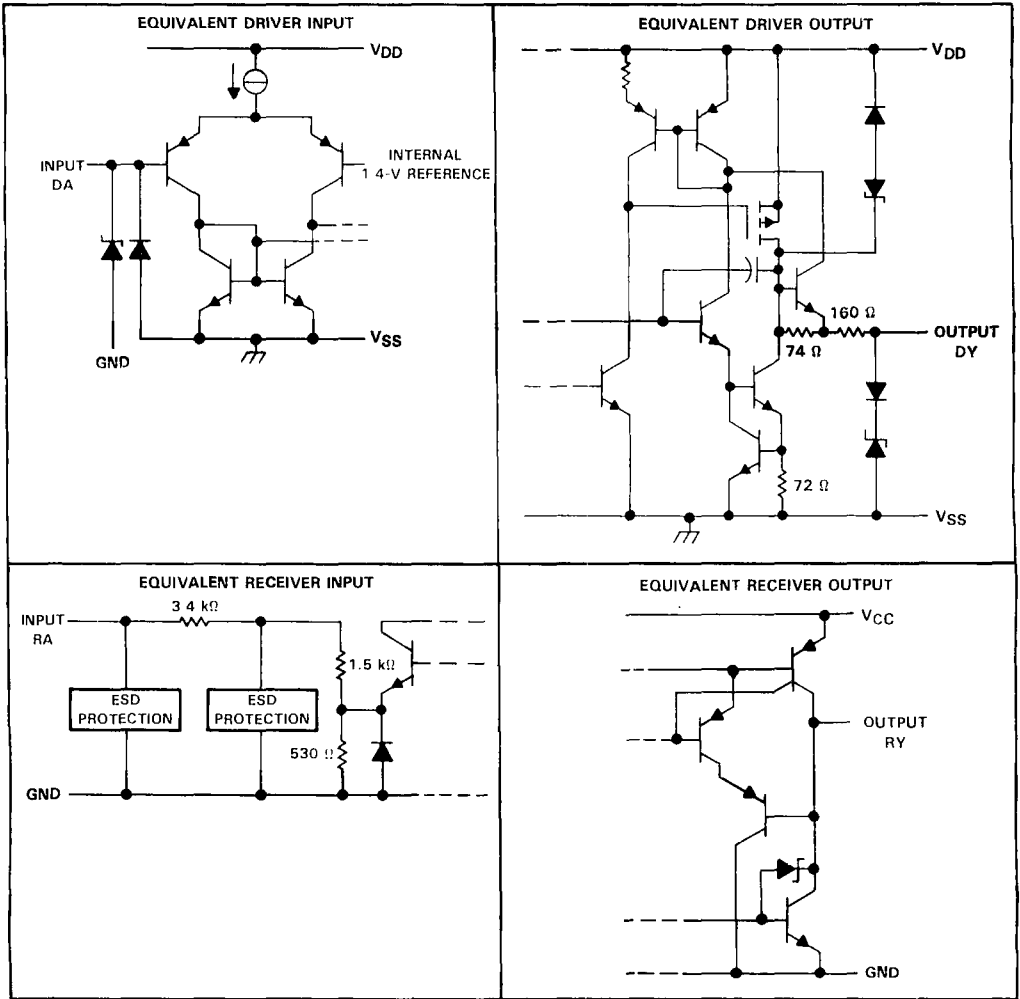 EQUIVALENT DRIVER INPUT
VDD
INPUT
DA
INTERNAL
1 4-V REFERENCE
GND
VSS
EQUIVALENT DRIVER OUTPUT
VDD
160 Ω
74 Ω
OUTPUT
DY
72 Ω
VSS
EQUIVALENT RECEIVER INPUT
3 4 kΩ
INPUT
RA
1.5 kΩ
ESD
PROTECTION
ESD
PROTECTION
530 Ω
GND
EQUIVALENT RECEIVER OUTPUT
VCC
OUTPUT
RY
GND